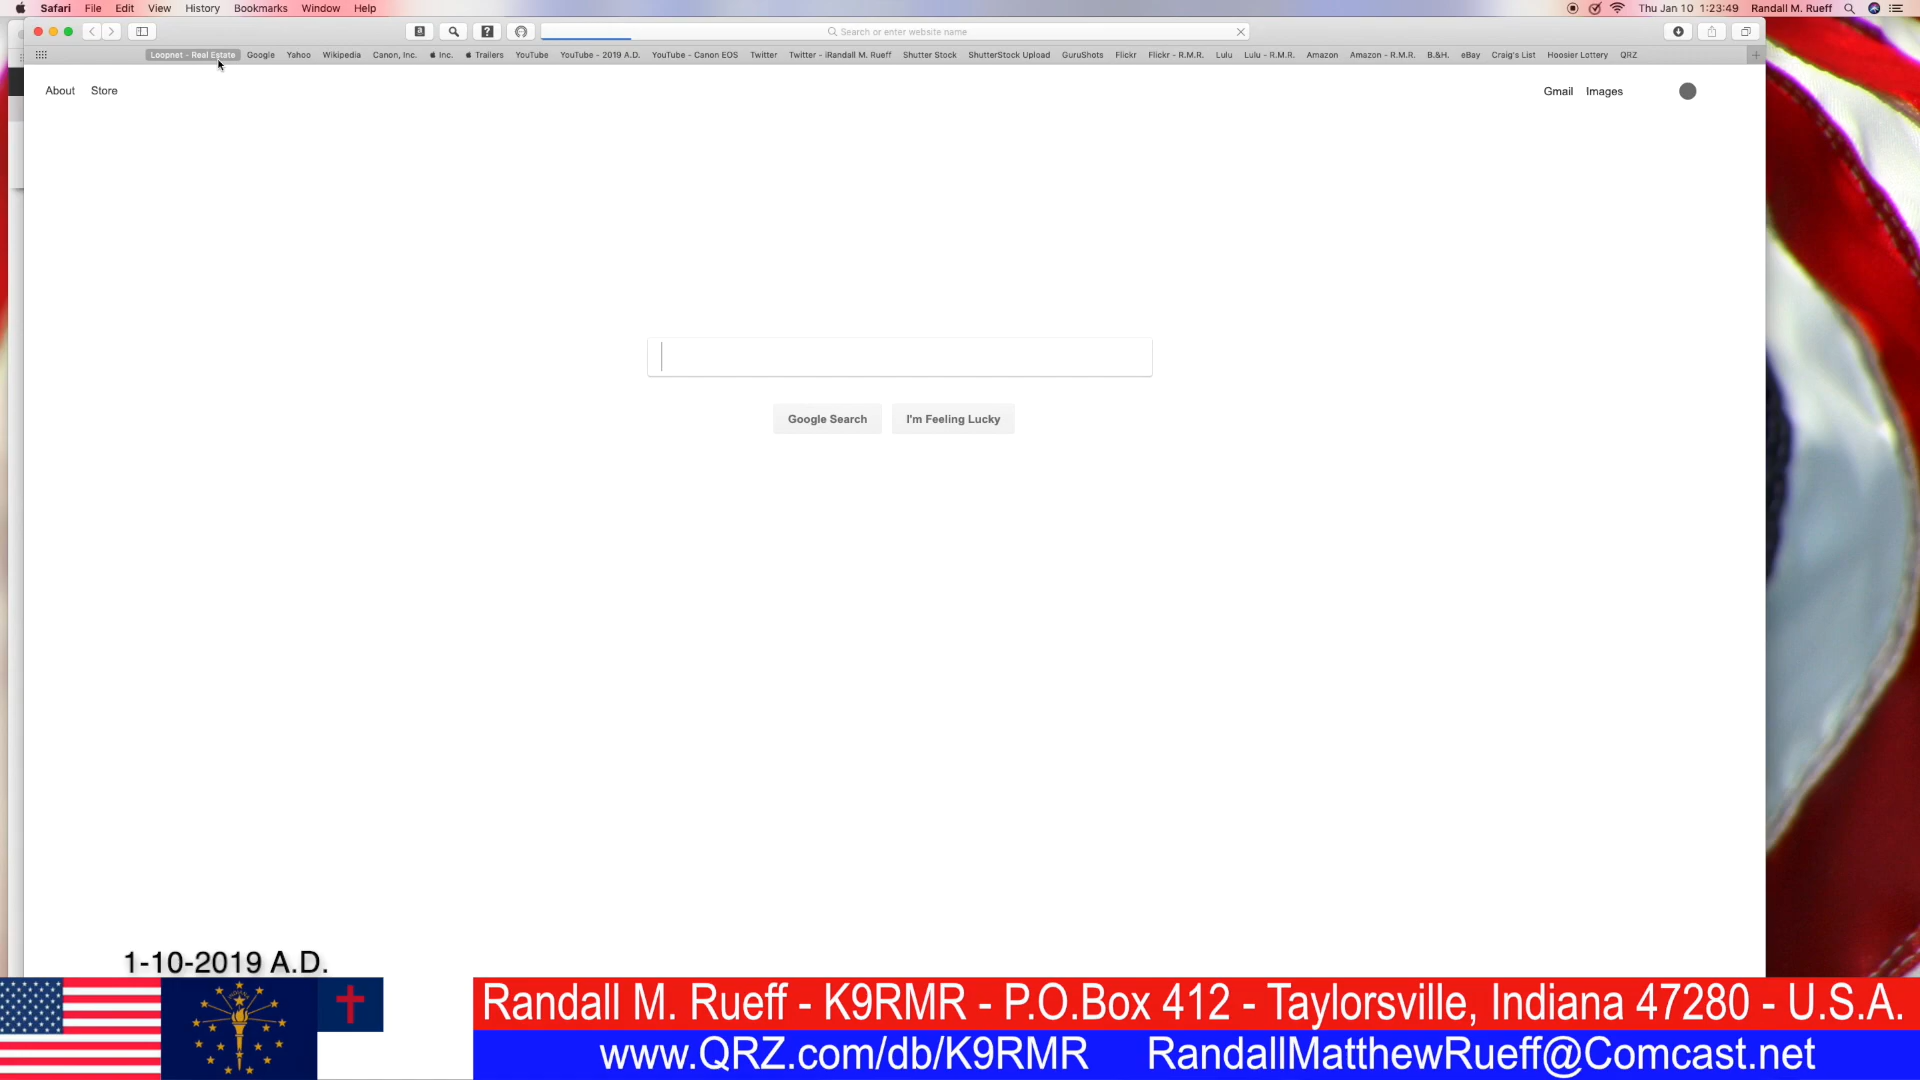 Safari File Edit View History Bookmarks Window Help Thu Jan 10 1:23:49 Randall M. Rueff
Search or enter website name
Loopnet - Real Estate Google Yahoo Wikipedia Canon, Inc. Inc. Trailers YouTube YouTube - 2019 A.D. YouTube - Canon EOS Twitter Twitter - iRandall M. Rueff Shutter Stock ShutterStock Upload GuruShots Flickr Flickr - R.M.R. Lulu Lulu - R.M.R. Amazon Amazon - R.M.R. B.&H. eBay Craig's List Hoosier Lottery QRZ
About Store Gmail Images
Google Search I'm Feeling Lucky
1-10-2019 A.D.
Randall M. Rueff - K9RMR - P.O.Box 412 - Taylorsville, Indiana 47280 - U.S.A.
www.QRZ.com/db/K9RMR RandallMatthewRueff@Comcast.net